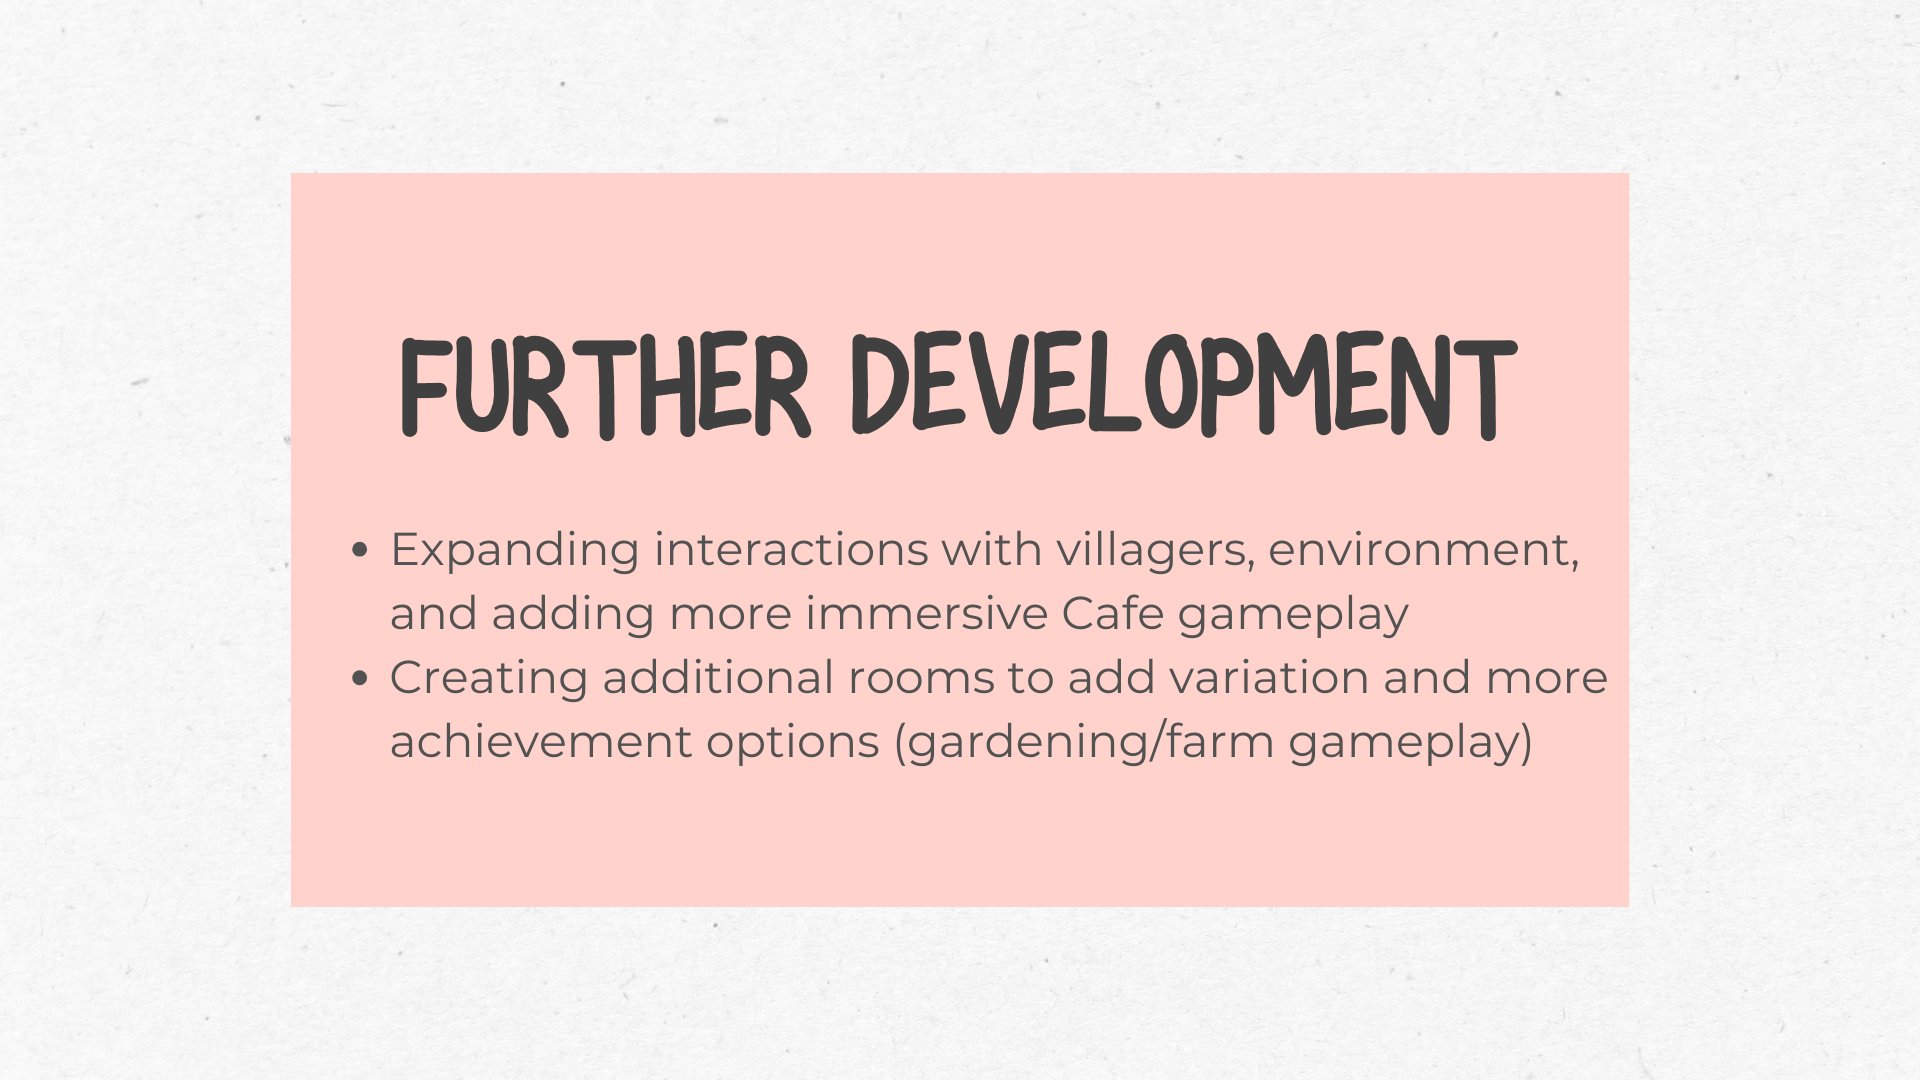 FURTHER DEVELOPMENT
• Expanding interactions with villagers, environment,
and adding more immersive Cafe gameplay
• Creating additional rooms to add variation and more
achievement options (gardening/farm gameplay)